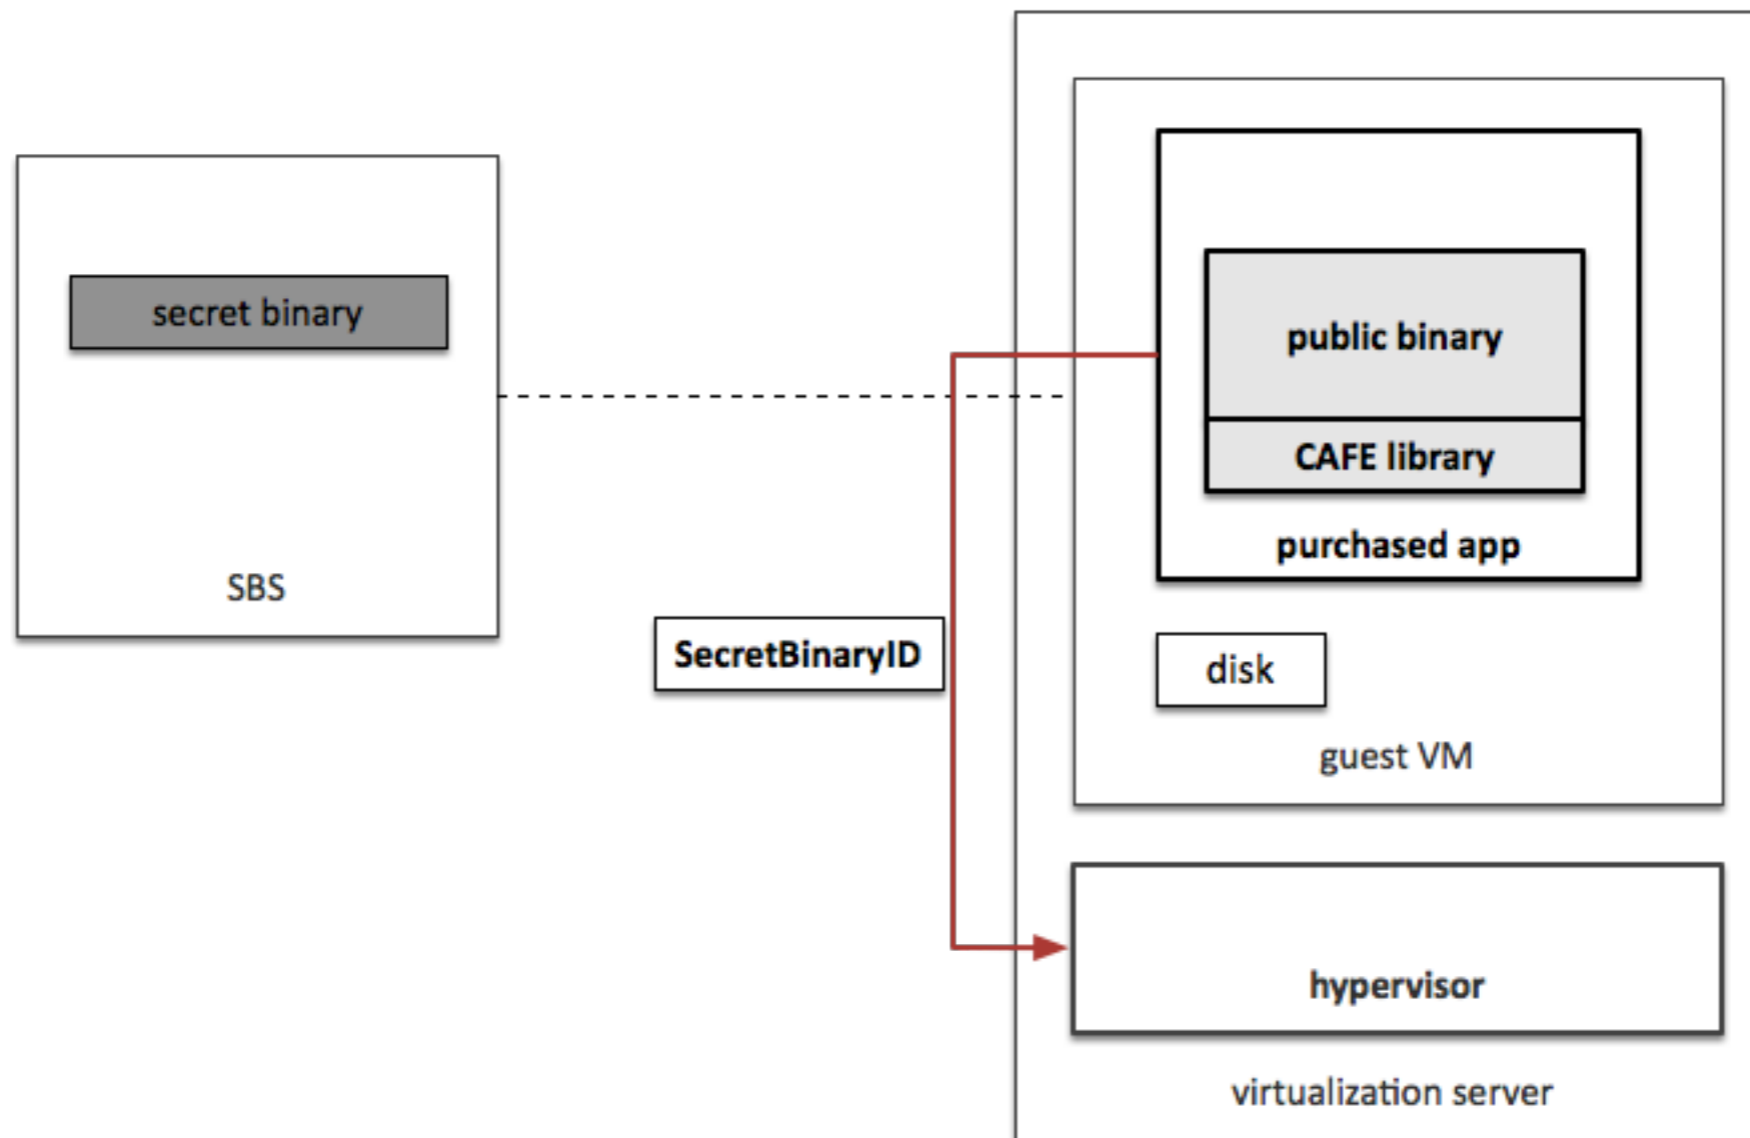 secret binary
SBS
SecretBinaryID
public binary
CAFE library
purchased app
disk
guest VM
hypervisor
virtualization server